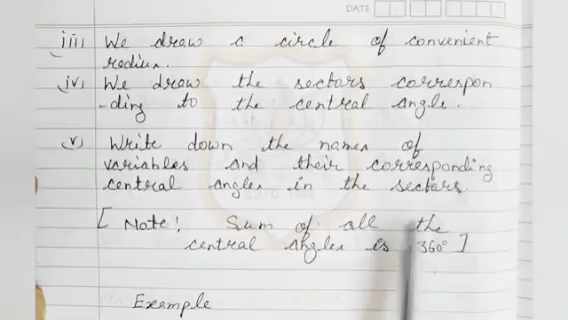 DATE
iii) We draw a circle of convenient
radius.
iv) We draw the sectors correspon
-ding to the central angle.
v) Write down the names of
variables and their corresponding
central angles in the sectors.
[ Note! Sum of all the
central angles is 360° ]
Example